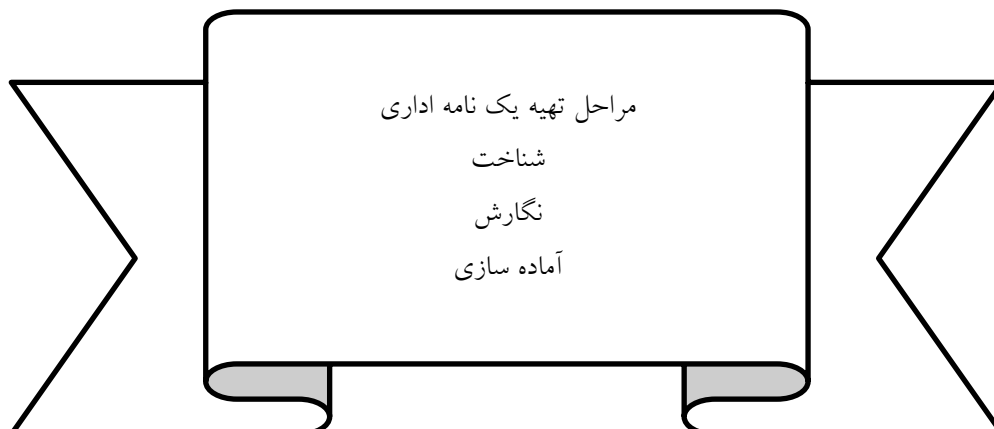 مراحل تهیه یک نامه اداری
شناخت
نگارش
آماده سازی